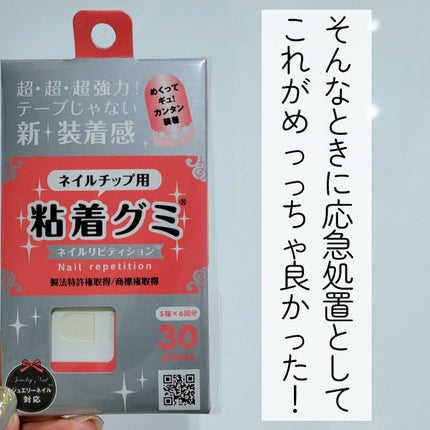 そんなときに応急処置として
これがめっっちゃ良かった！
超・超・超強力！
テープじゃない
新・装着感
めくって
ギュ！
カンタン
装着
ネイルチップ用
粘着グミ®
ネイルリピティション™
Nail repetition
製法特許権取得/商標権取得
5指×6回分
30
Jewelry Nail
ジュエリーネイル
対応